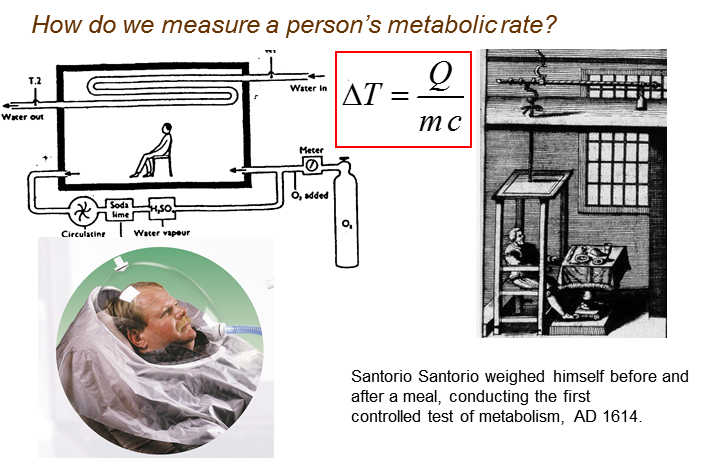 How do we measure a person's metabolic rate?
T.2
Water in
Water out
ΔT = Q / m c
Meter
O₂ added
Soda
lime
H₂SO₄
O₂
Circulating
Water vapour
Santorio Santorio weighed himself before and
after a meal, conducting the first
controlled test of metabolism, AD 1614.